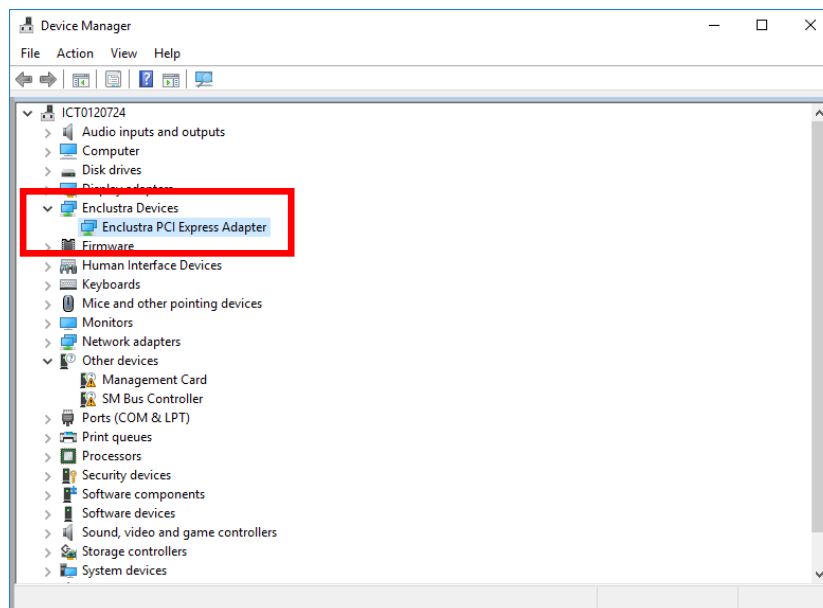 Device Manager
File Action View Help
ICT0120724
Audio inputs and outputs
Computer
Disk drives
Display adapters
Enclustra Devices
Enclustra PCI Express Adapter
Firmware
Human Interface Devices
Keyboards
Mice and other pointing devices
Monitors
Network adapters
Other devices
Management Card
SM Bus Controller
Ports (COM & LPT)
Print queues
Processors
Security devices
Software components
Software devices
Sound, video and game controllers
Storage controllers
System devices